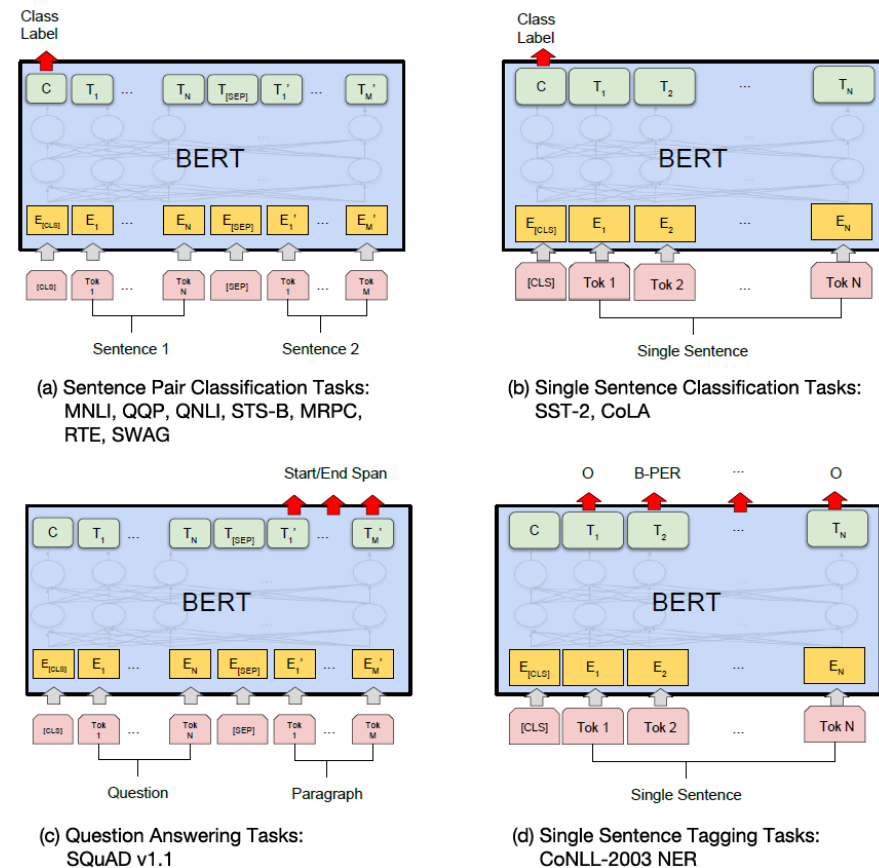 Class
Label
C T1 ... TN T[SEP] T1' ... TM'
BERT
E[CLS] E1 ... EN E[SEP] E1' ... EM'
[CLS] Tok 1 ... Tok N [SEP] Tok 1 ... Tok M
Sentence 1 Sentence 2
(a) Sentence Pair Classification Tasks:
MNLI, QQP, QNLI, STS-B, MRPC,
RTE, SWAG
Class
Label
C T1 T2 ... TN
BERT
E[CLS] E1 E2 ... EN
[CLS] Tok 1 Tok 2 ... Tok N
Single Sentence
(b) Single Sentence Classification Tasks:
SST-2, CoLA
Start/End Span
C T1 ... TN T[SEP] T1' ... TM'
BERT
E[CLS] E1 ... EN E[SEP] E1' ... EM'
[CLS] Tok 1 ... Tok N [SEP] Tok 1 ... Tok M
Question Paragraph
(c) Question Answering Tasks:
SQuAD v1.1
O B-PER ... O
C T1 T2 ... TN
BERT
E[CLS] E1 E2 ... EN
[CLS] Tok 1 Tok 2 ... Tok N
Single Sentence
(d) Single Sentence Tagging Tasks:
CoNLL-2003 NER